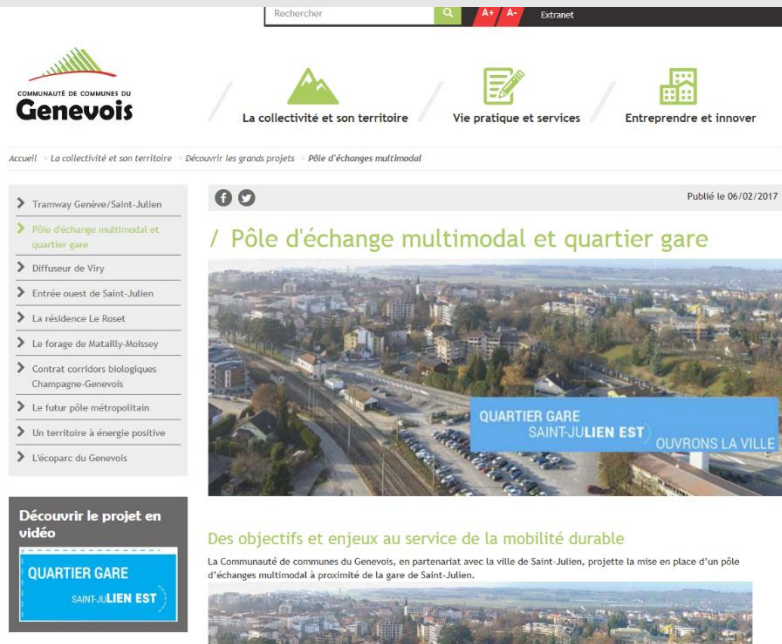 Rechercher
A+ A- Extranet
COMMUNAUTÉ DE COMMUNES DU
Genevois
La collectivité et son territoire
Vie pratique et services
Entreprendre et innover
Accueil > La collectivité et son territoire > Découvrir les grands projets > Pôle d'échanges multimodal
Tramway Genève/Saint-Julien
Pôle d'échange multimodal et
quartier gare
Diffuseur de Viry
Entrée ouest de Saint-Julien
La résidence Le Roset
Le forage de Matailly-Moissey
Contrat corridors biologiques
Champagne-Genevois
Le futur pôle métropolitain
Un territoire à énergie positive
L'écoparc du Genevois
Découvrir le projet en
vidéo
QUARTIER GARE
SAINT-JULIEN EST
Publié le 06/02/2017
/ Pôle d'échange multimodal et quartier gare
QUARTIER GARE
SAINT-JULIEN EST
OUVRONS LA VILLE
Des objectifs et enjeux au service de la mobilité durable
La Communauté de communes du Genevois, en partenariat avec la ville de Saint-Julien, projette la mise en place d'un pôle
d'échanges multimodal à proximité de la gare de Saint-Julien.